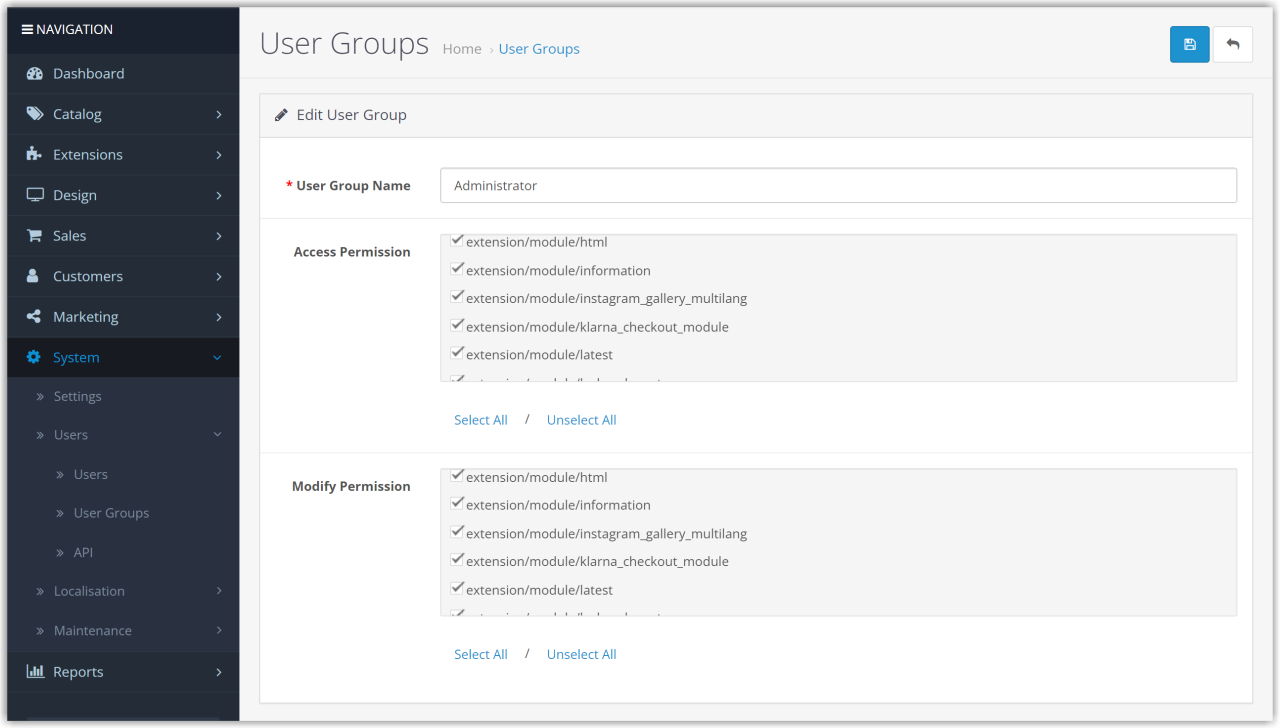 NAVIGATION
Dashboard
Catalog
Extensions
Design
Sales
Customers
Marketing
System
Settings
Users
Users
User Groups
API
Localisation
Maintenance
Reports
User Groups Home › User Groups
Edit User Group
* User Group Name Administrator
Access Permission
extension/module/html
extension/module/information
extension/module/instagram_gallery_multilang
extension/module/klarna_checkout_module
extension/module/latest
Select All / Unselect All
Modify Permission
extension/module/html
extension/module/information
extension/module/instagram_gallery_multilang
extension/module/klarna_checkout_module
extension/module/latest
Select All / Unselect All